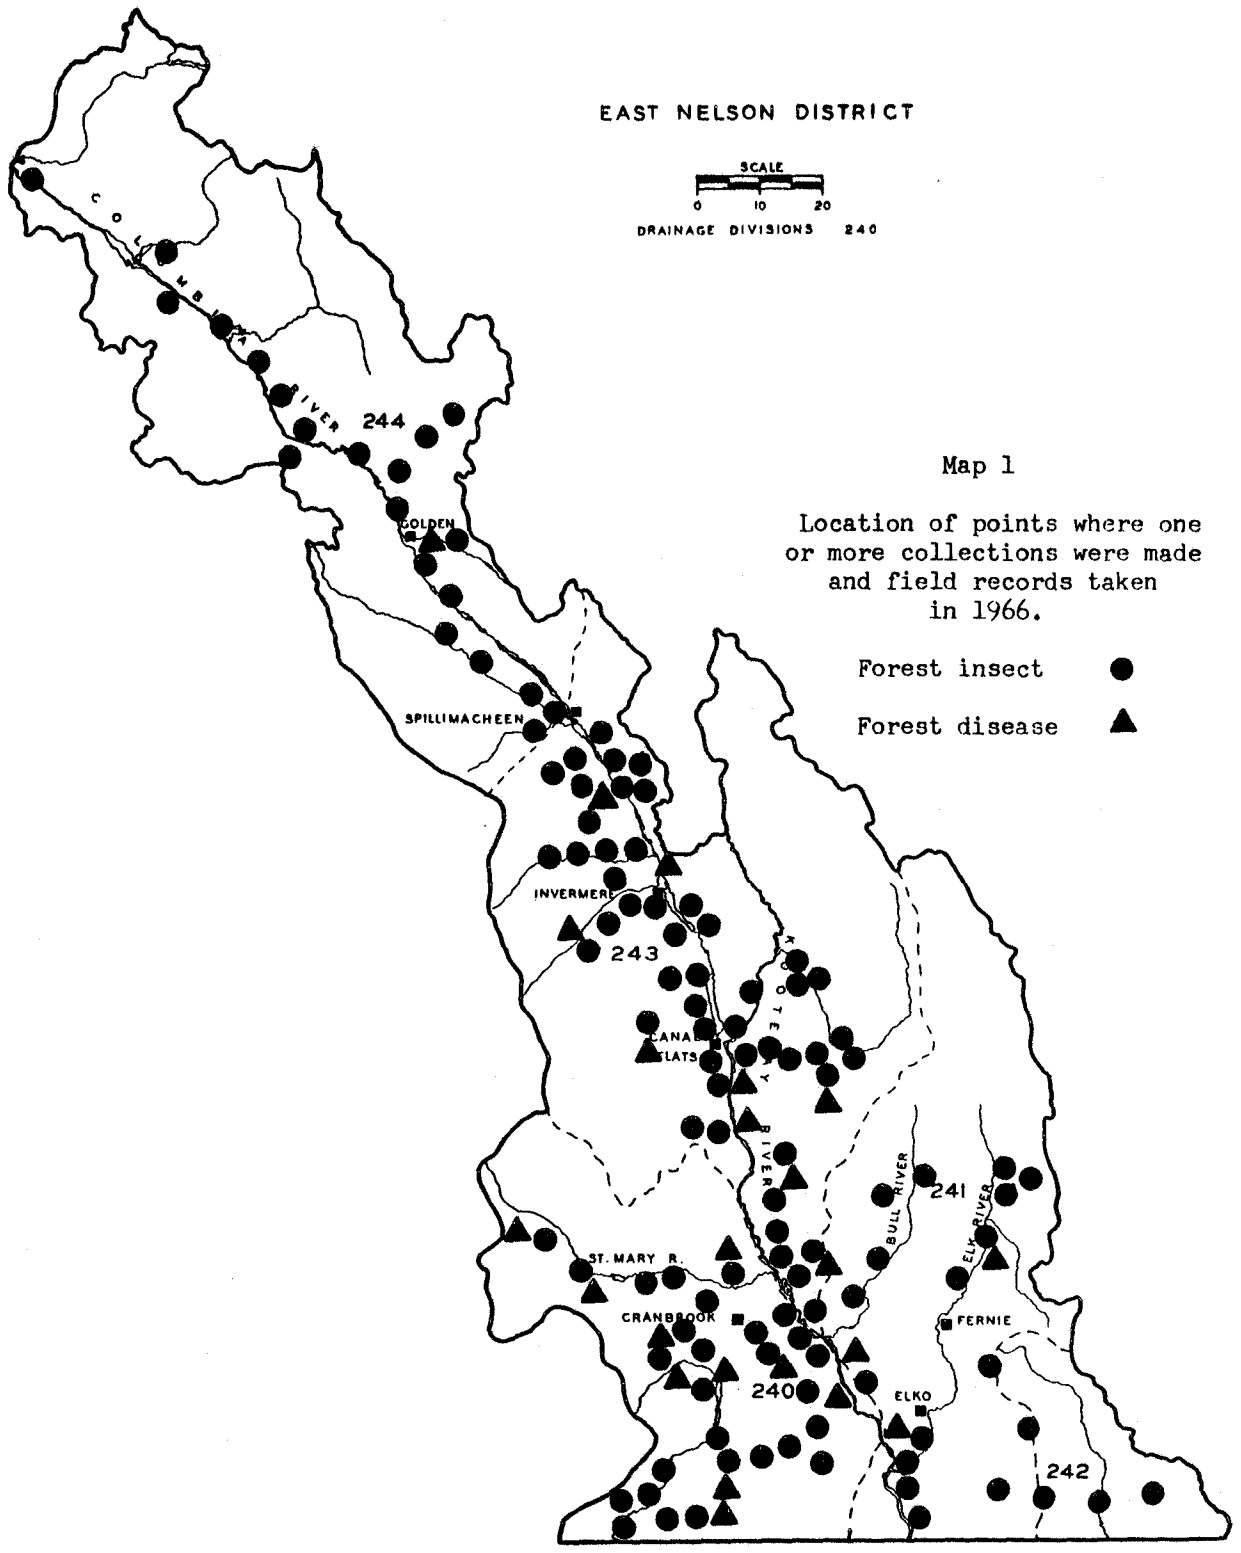 EAST NELSON DISTRICT
SCALE
0 10 20
DRAINAGE DIVISIONS 240
COLUMBIA
RIVER
244
Map 1
Location of points where one
or more collections were made
and field records taken
in 1966.
GOLDEN
Forest insect
SPILLIMACHEEN
Forest disease
INVERMERE
243
KOOTENAY
CANAL
FLATS
RIVER
BULL RIVER
241
ELK RIVER
ST. MARY R.
CRANBROOK
FERNIE
240
ELKO
242